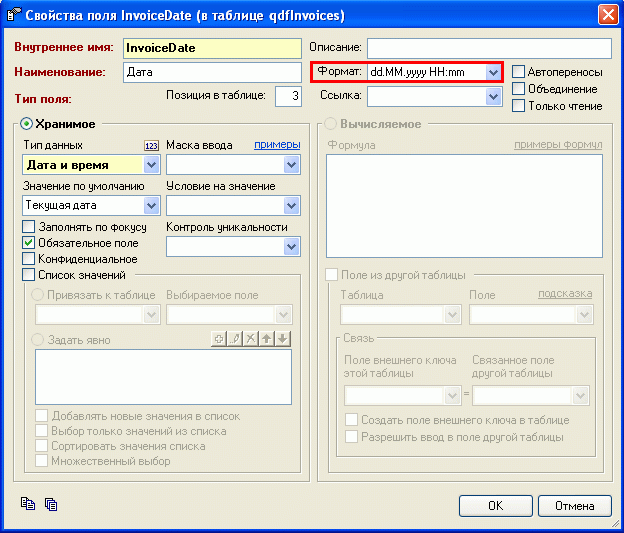 Свойства поля InvoiceDate (в таблице qdfInvoices)
Внутреннее имя: InvoiceDate Описание:
Наименование: Дата Формат: dd.MM.yyyy HH:mm Автопереносы
Тип поля: Позиция в таблице: 3 Ссылка: Объединение
Только чтение
Хранимое
Тип данных 123 Маска ввода примеры
Дата и время
Значение по умолчанию Условие на значение
Текущая дата
Заполнять по фокусу Контроль уникальности
Обязательное поле
Конфиденциальное
Список значений
Привязать к таблице Выбираемое поле
Задать явно
Добавлять новые значения в список
Выбор только значений из списка
Сортировать значения списка
Множественный выбор
Вычисляемое
Формула примеры формул
Поле из другой таблицы
Таблица Поле подсказка
Связь
Поле внешнего ключа Связанное поле
этой таблицы другой таблицы
=
Создать поле внешнего ключа в таблице
Разрешить ввод в поле другой таблицы
OK Отмена